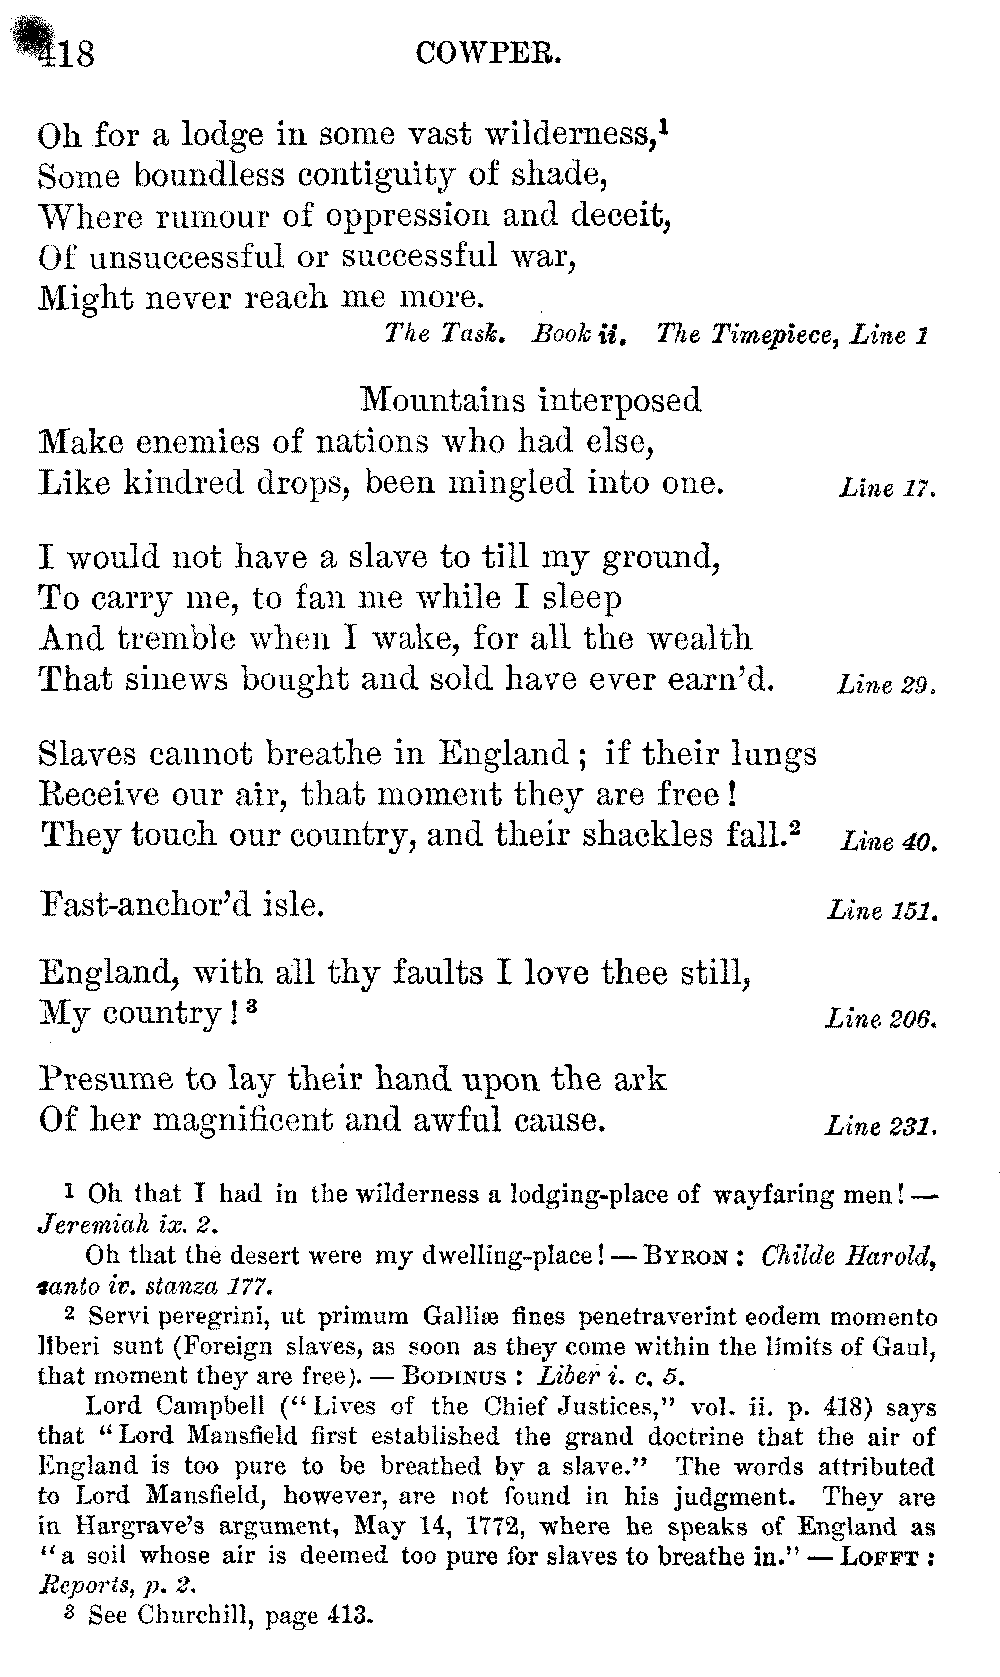 418 COWPER.
Oh for a lodge in some vast wilderness,¹
Some boundless contiguity of shade,
Where rumour of oppression and deceit,
Of unsuccessful or successful war,
Might never reach me more.
The Task. Book ii. The Timepiece, Line 1
Mountains interposed
Make enemies of nations who had else,
Like kindred drops, been mingled into one. Line 17.
I would not have a slave to till my ground,
To carry me, to fan me while I sleep
And tremble when I wake, for all the wealth
That sinews bought and sold have ever earn'd. Line 29.
Slaves cannot breathe in England ; if their lungs
Receive our air, that moment they are free !
They touch our country, and their shackles fall.² Line 40.
Fast-anchor'd isle. Line 151.
England, with all thy faults I love thee still,
My country ! ³ Line 206.
Presume to lay their hand upon the ark
Of her magnificent and awful cause. Line 231.
1 Oh that I had in the wilderness a lodging-place of wayfaring men! —
Jeremiah ix. 2.
Oh that the desert were my dwelling-place! — BYRON : Childe Harold,
canto iv. stanza 177.
2 Servi peregrini, ut primum Galliæ fines penetraverint eodem momento
liberi sunt (Foreign slaves, as soon as they come within the limits of Gaul,
that moment they are free). — BODINUS : Liber i. c. 5.
Lord Campbell (“ Lives of the Chief Justices,” vol. ii. p. 418) says
that “ Lord Mansfield first established the grand doctrine that the air of
England is too pure to be breathed by a slave.” The words attributed
to Lord Mansfield, however, are not found in his judgment. They are
in Hargrave's argument, May 14, 1772, where he speaks of England as
“ a soil whose air is deemed too pure for slaves to breathe in.” — LOFFT :
Reports, p. 2.
3 See Churchill, page 413.